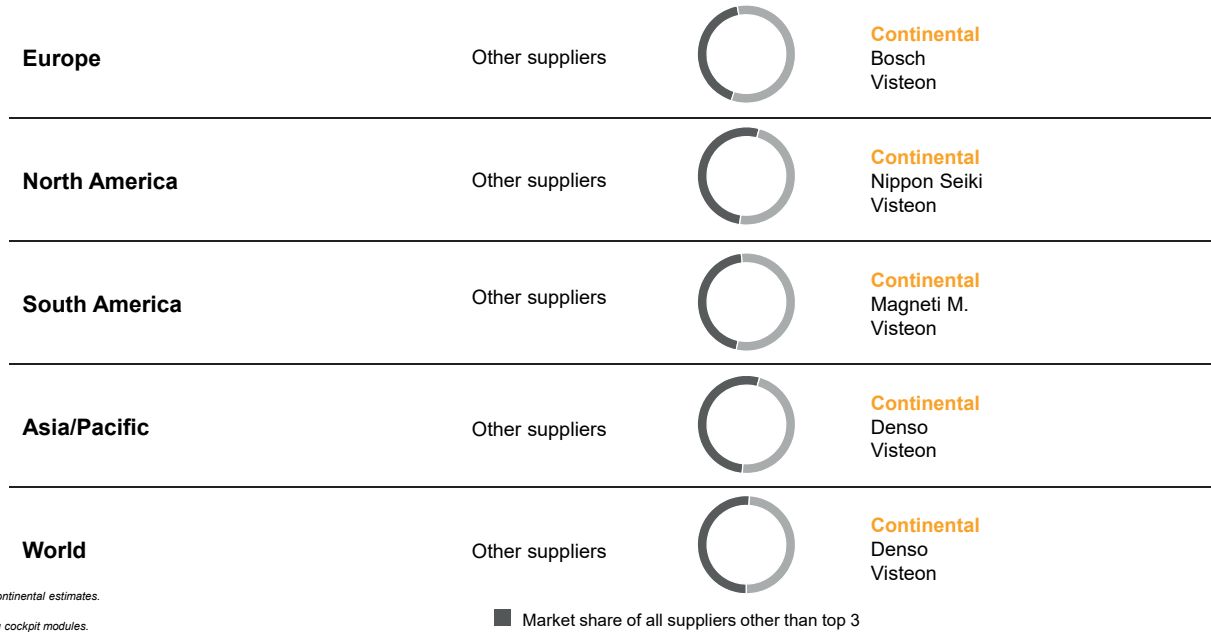 Europe
Other suppliers
Continental
Bosch
Visteon
North America
Other suppliers
Continental
Nippon Seiki
Visteon
South America
Other suppliers
Continental
Magneti M.
Visteon
Asia/Pacific
Other suppliers
Continental
Denso
Visteon
World
Other suppliers
Continental
Denso
Visteon
estimates.
cockpit modules.
Market share of all suppliers other than top 3